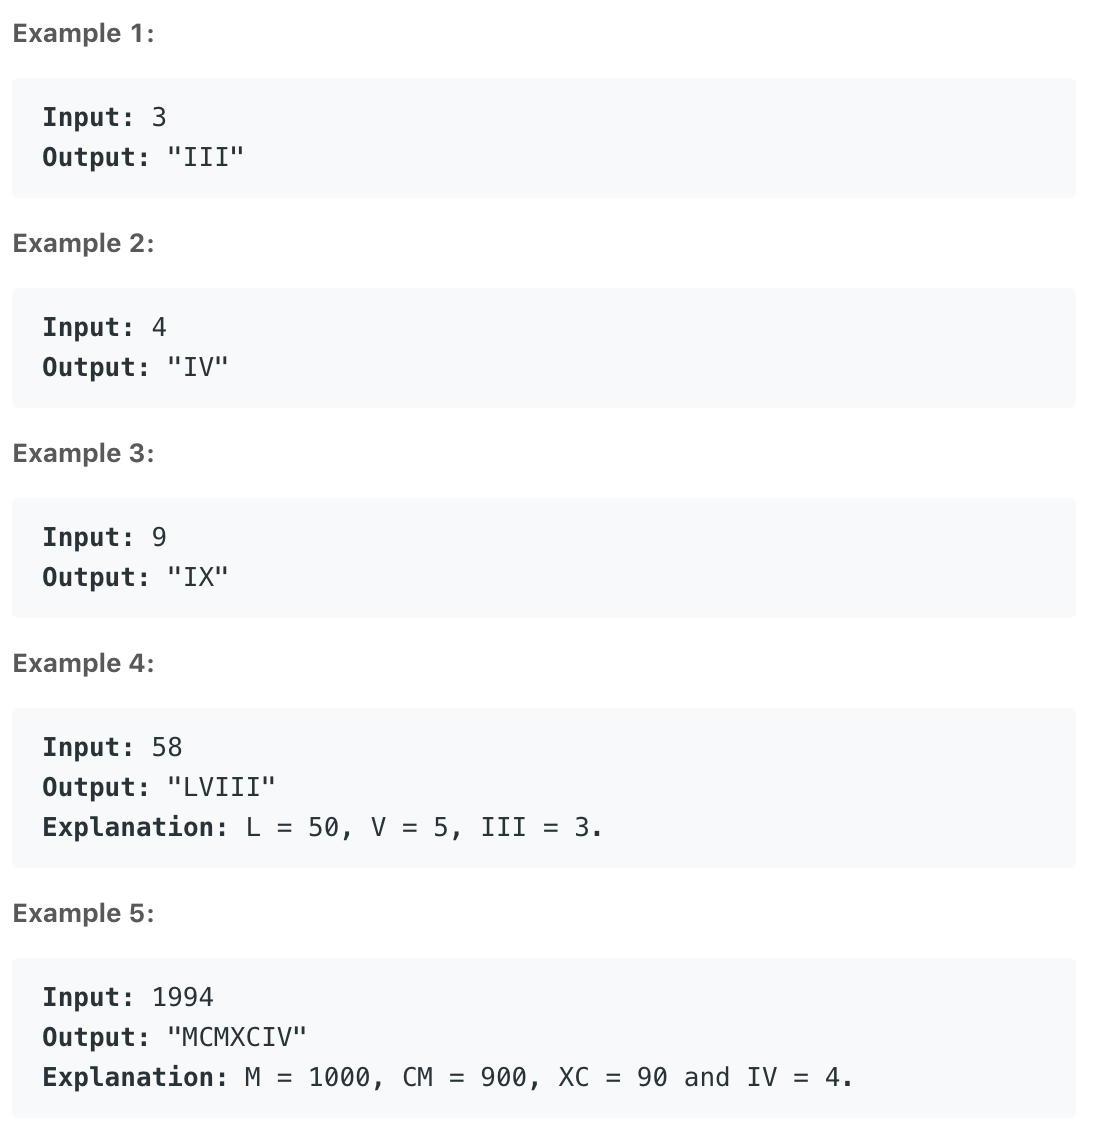 Example 1:
Input: 3
Output: "III"
Example 2:
Input: 4
Output: "IV"
Example 3:
Input: 9
Output: "IX"
Example 4:
Input: 58
Output: "LVIII"
Explanation: L = 50, V = 5, III = 3.
Example 5:
Input: 1994
Output: "MCMXCIV"
Explanation: M = 1000, CM = 900, XC = 90 and IV = 4.